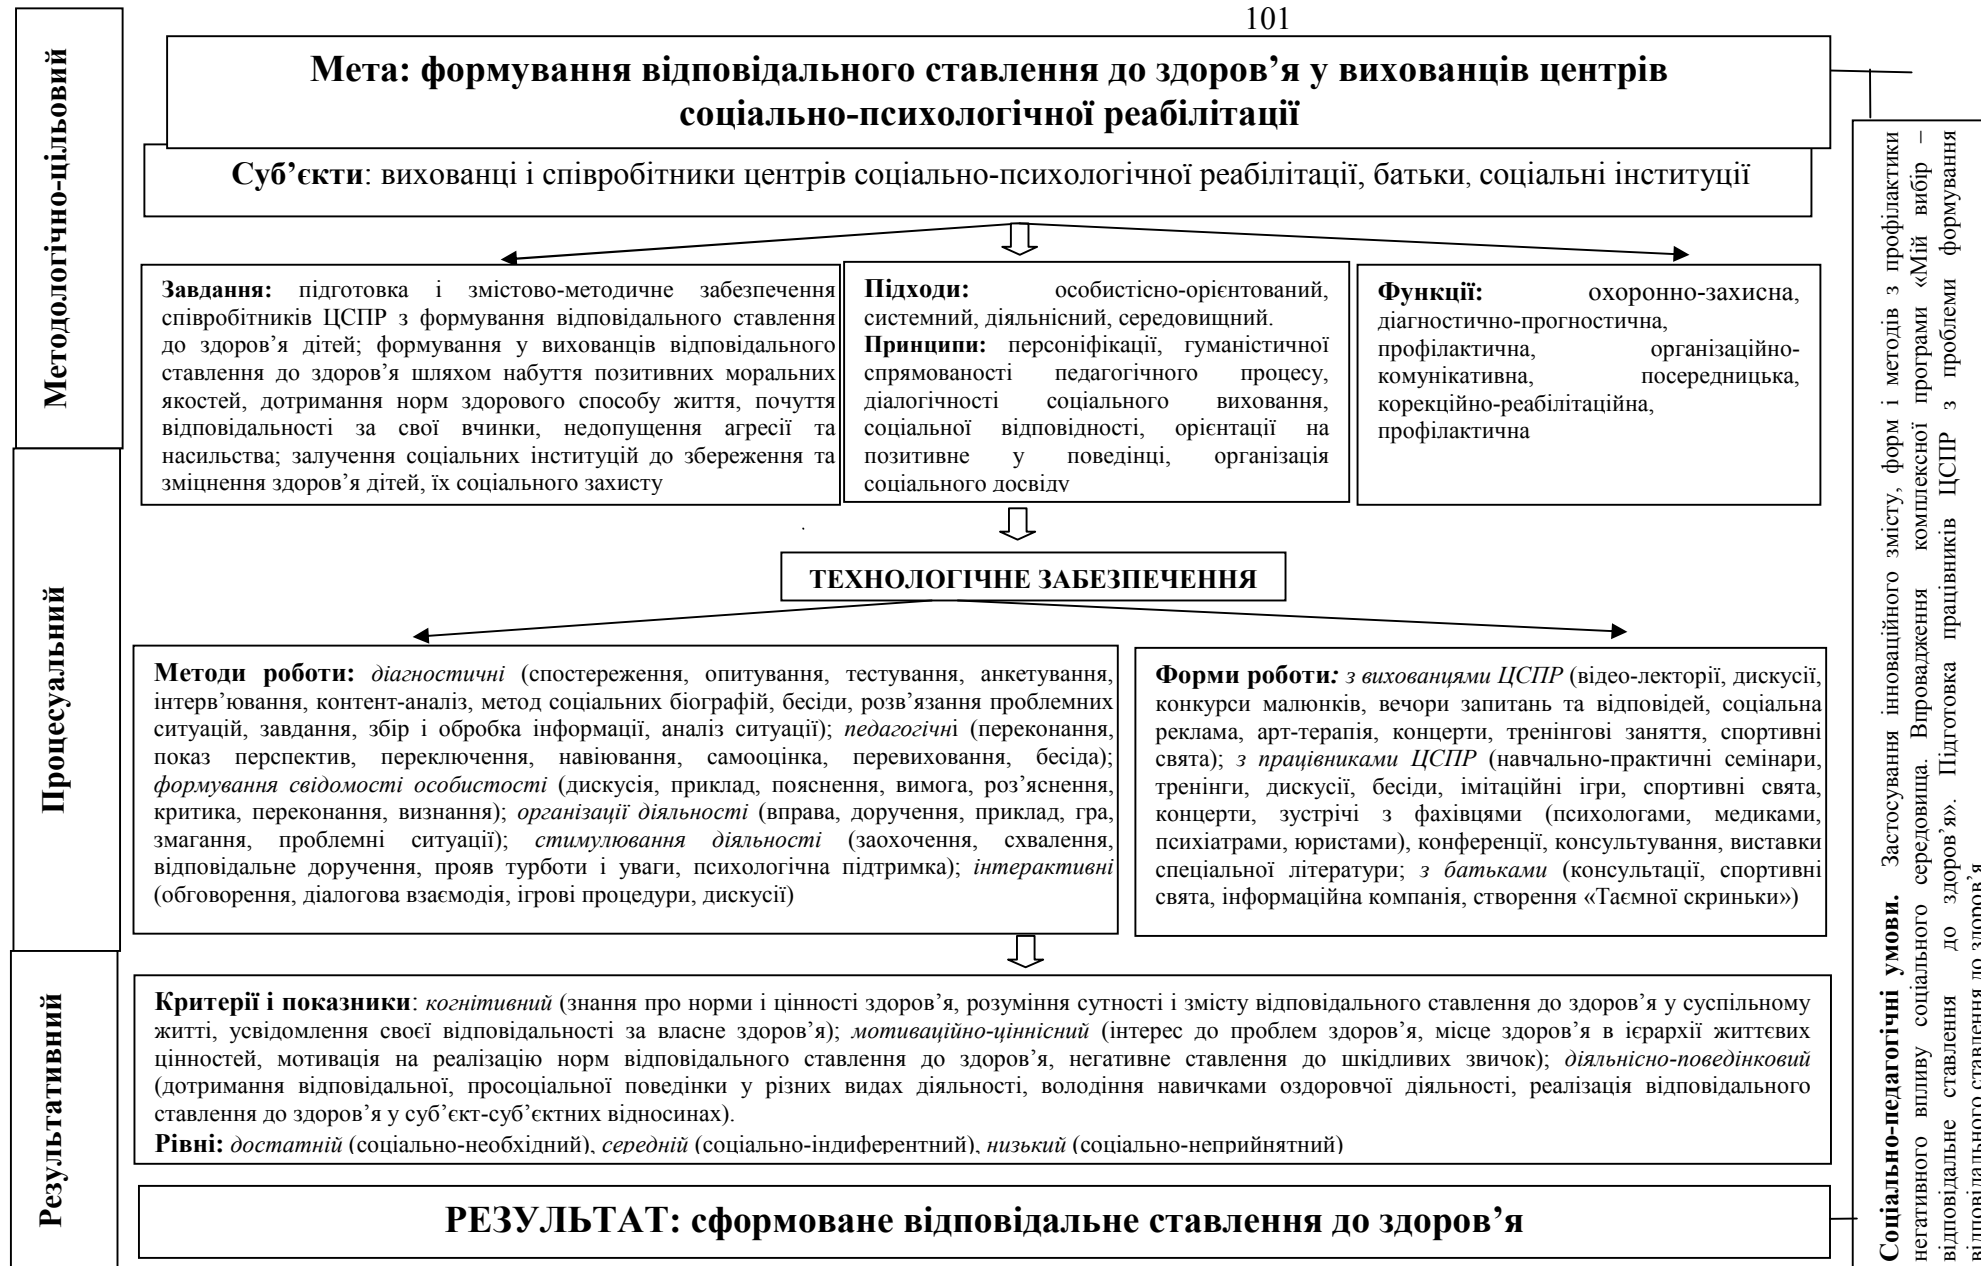 101
Методологічно-цільовий
Мета: формування відповідального ставлення до здоров’я у вихованців центрів
соціально-психологічної реабілітації
Суб’єкти: вихованці і співробітники центрів соціально-психологічної реабілітації, батьки, соціальні інституції
Завдання: підготовка і змістово-методичне забезпечення
співробітників ЦСПР з формування відповідального ставлення
до здоров’я дітей; формування у вихованців відповідального
ставлення до здоров’я шляхом набуття позитивних моральних
якостей, дотримання норм здорового способу життя, почуття
відповідальності за свої вчинки, недопущення агресії та
насильства; залучення соціальних інституцій до збереження та
зміцнення здоров’я дітей, їх соціального захисту
Підходи: особистісно-орієнтований,
системний, діяльнісний, середовищний.
Принципи: персоніфікації, гуманістичної
спрямованості педагогічного процесу,
діалогічності соціального виховання,
соціальної відповідності, орієнтації на
позитивне у поведінці, організація
соціального досвіду
Функції: охоронно-захисна,
діагностично-прогностична,
профілактична, організаційно-
комунікативна, посередницька,
корекційно-реабілітаційна,
профілактична
Процесуальний
ТЕХНОЛОГІЧНЕ ЗАБЕЗПЕЧЕННЯ
Методи роботи: діагностичні (спостереження, опитування, тестування, анкетування,
інтерв’ювання, контент-аналіз, метод соціальних біографій, бесіди, розв’язання проблемних
ситуацій, завдання, збір і обробка інформації, аналіз ситуації); педагогічні (переконання,
показ перспектив, переключення, навіювання, самооцінка, перевиховання, бесіда);
формування свідомості особистості (дискусія, приклад, пояснення, вимога, роз’яснення,
критика, переконання, визнання); організації діяльності (вправа, доручення, приклад, гра,
змагання, проблемні ситуації); стимулювання діяльності (заохочення, схвалення,
відповідальне доручення, прояв турботи і уваги, психологічна підтримка); інтерактивні
(обговорення, діалогова взаємодія, ігрові процедури, дискусії)
Форми роботи: з вихованцями ЦСПР (відео-лекторії, дискусії,
конкурси малюнків, вечори запитань та відповідей, соціальна
реклама, арт-терапія, концерти, тренінгові заняття, спортивні
свята); з працівниками ЦСПР (навчально-практичні семінари,
тренінги, дискусії, бесіди, імітаційні ігри, спортивні свята,
концерти, зустрічі з фахівцями (психологами, медиками,
психіатрами, юристами), конференції, консультування, виставки
спеціальної літератури; з батьками (консультації, спортивні
свята, інформаційна компанія, створення «Таємної скриньки»)
Результативний
Критерії і показники: когнітивний (знання про норми і цінності здоров’я, розуміння сутності і змісту відповідального ставлення до здоров’я у суспільному
житті, усвідомлення своєї відповідальності за власне здоров’я); мотиваційно-ціннісний (інтерес до проблем здоров’я, місце здоров’я в ієрархії життєвих
цінностей, мотивація на реалізацію норм відповідального ставлення до здоров’я, негативне ставлення до шкідливих звичок); діяльнісно-поведінковий
(дотримання відповідальної, просоціальної поведінки у різних видах діяльності, володіння навичками оздоровчої діяльності, реалізація відповідального
ставлення до здоров’я у суб’єкт-суб’єктних відносинах).
Рівні: достатній (соціально-необхідний), середній (соціально-індиферентний), низький (соціально-неприйнятний)
РЕЗУЛЬТАТ: сформоване відповідальне ставлення до здоров’я
Соціально-педагогічні умови. Застосування інноваційного змісту, форм і методів з профілактики
негативного впливу соціального середовища. Впровадження комплексної програми «Мій вибір –
відповідальне ставлення до здоров’я». Підготовка працівників ЦСПР з проблеми формування
відповідального ставлення до здоров’я